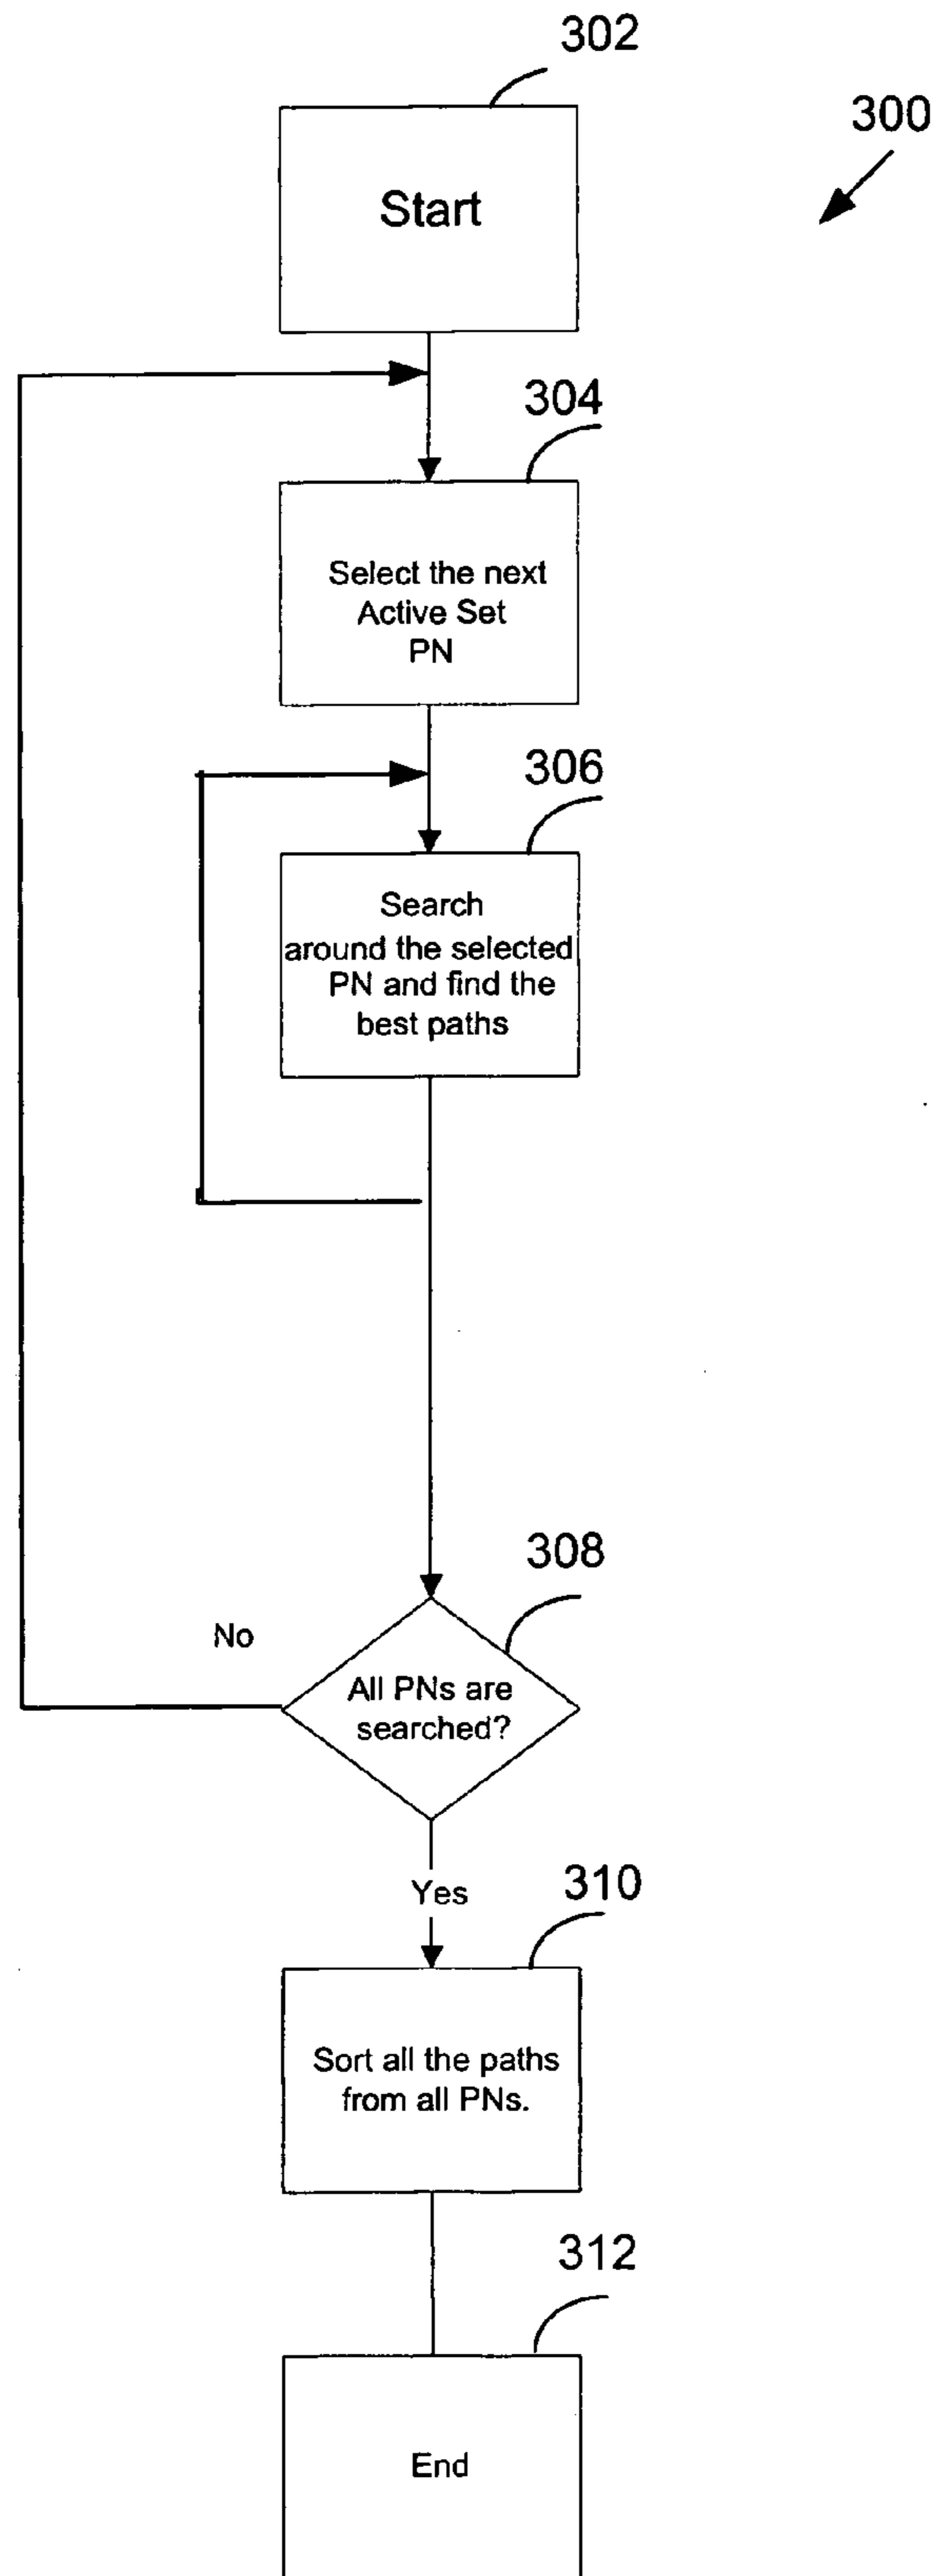 302
300
Start
304
Select the next
Active Set
PN
306
Search
around the selected
PN and find the
best paths
308
No
All PNs are
searched?
Yes
310
Sort all the paths
from all PNs.
312
End